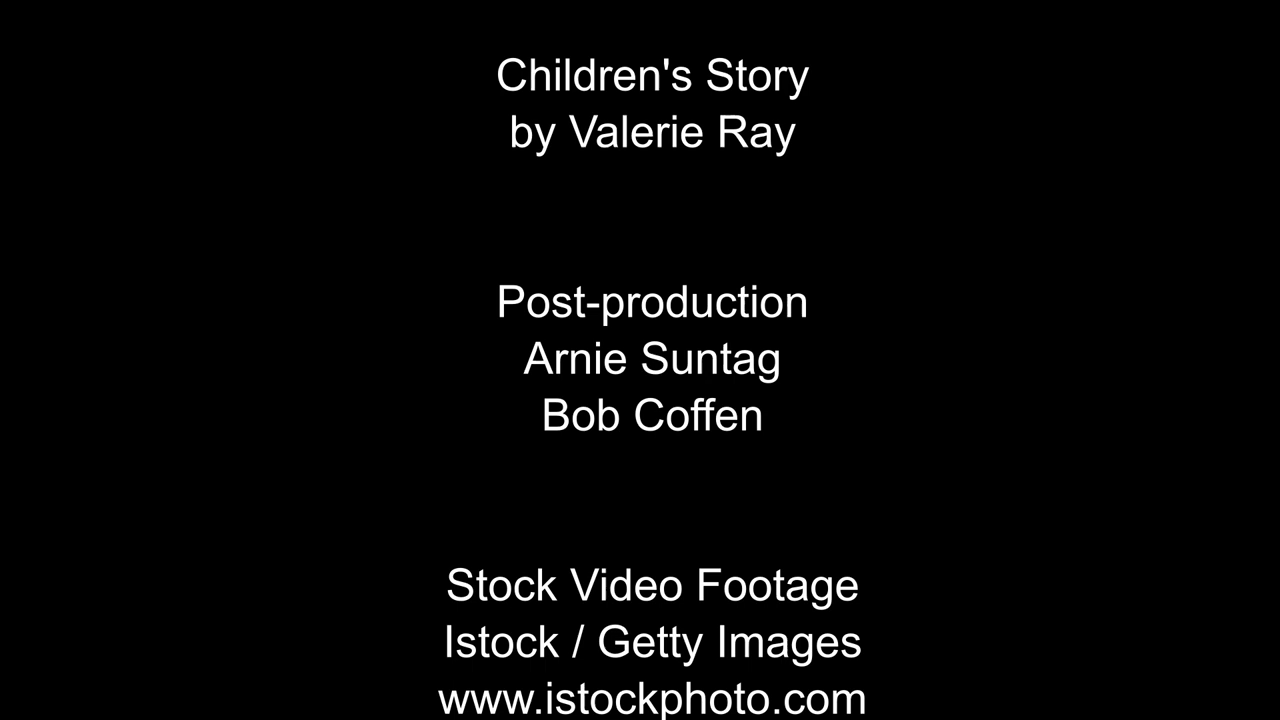 Children's Story
by Valerie Ray
Post-production
Arnie Suntag
Bob Coffen
Stock Video Footage
Istock / Getty Images
www.istockphoto.com